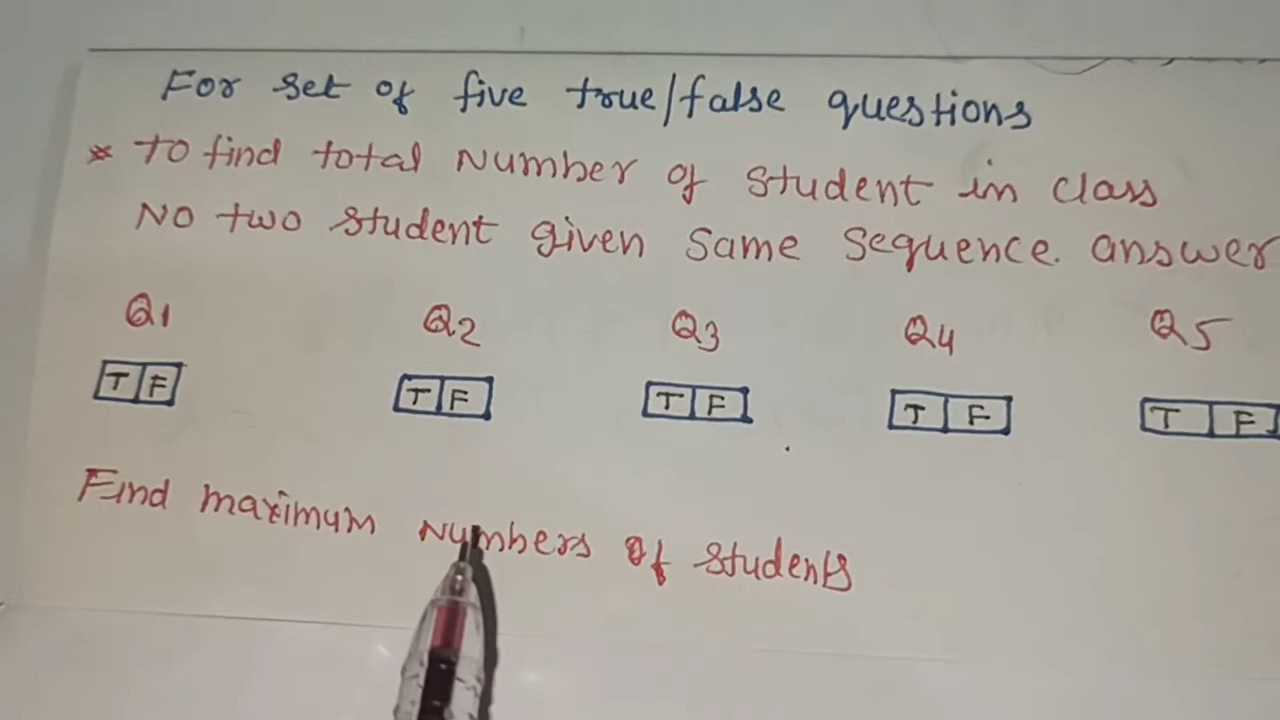 For set of five true/false questions
* To find total Number of student in class
No two student given same sequence. answer
Q1 Q2 Q3 Q4 Q5
T F T F T F T F T F
Find maximum Numbers of students